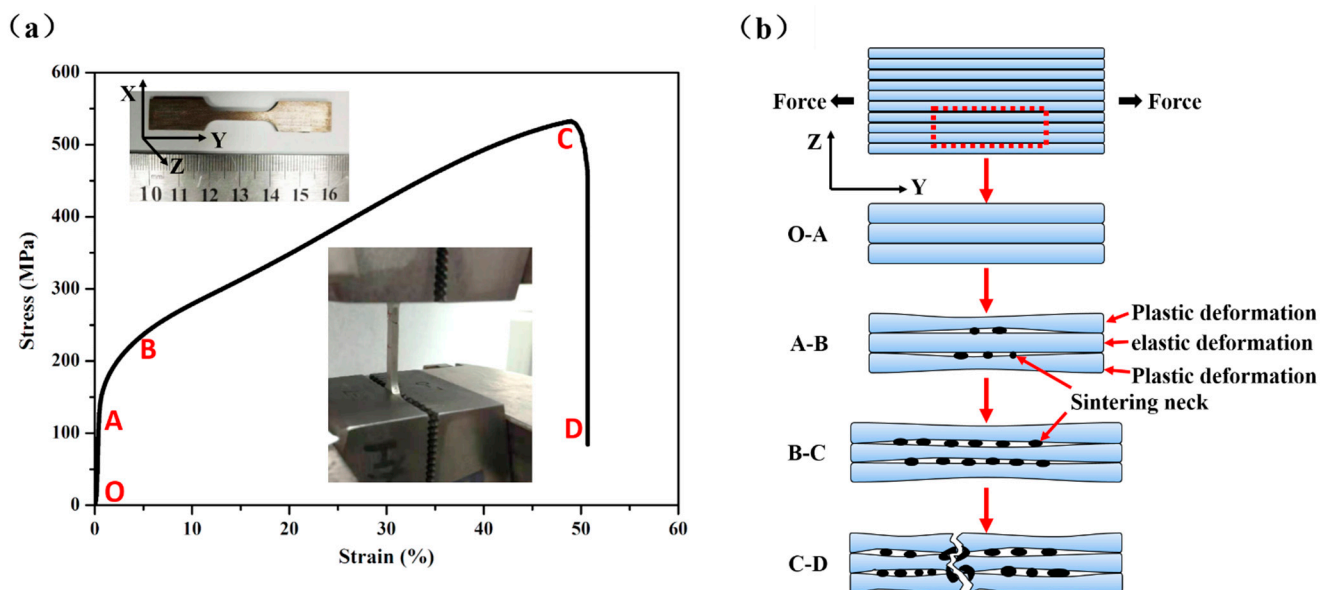 (a)
(b)
600
500
400
300
200
100
0
Stress (MPa)
0 10 20 30 40 50 60
Strain (%)
X
Y
Z
10 11 12 13 14 15 16
O
A
B
C
D
Force
Force
Z
Y
O-A
A-B
Plastic deformation
elastic deformation
Plastic deformation
Sintering neck
B-C
C-D